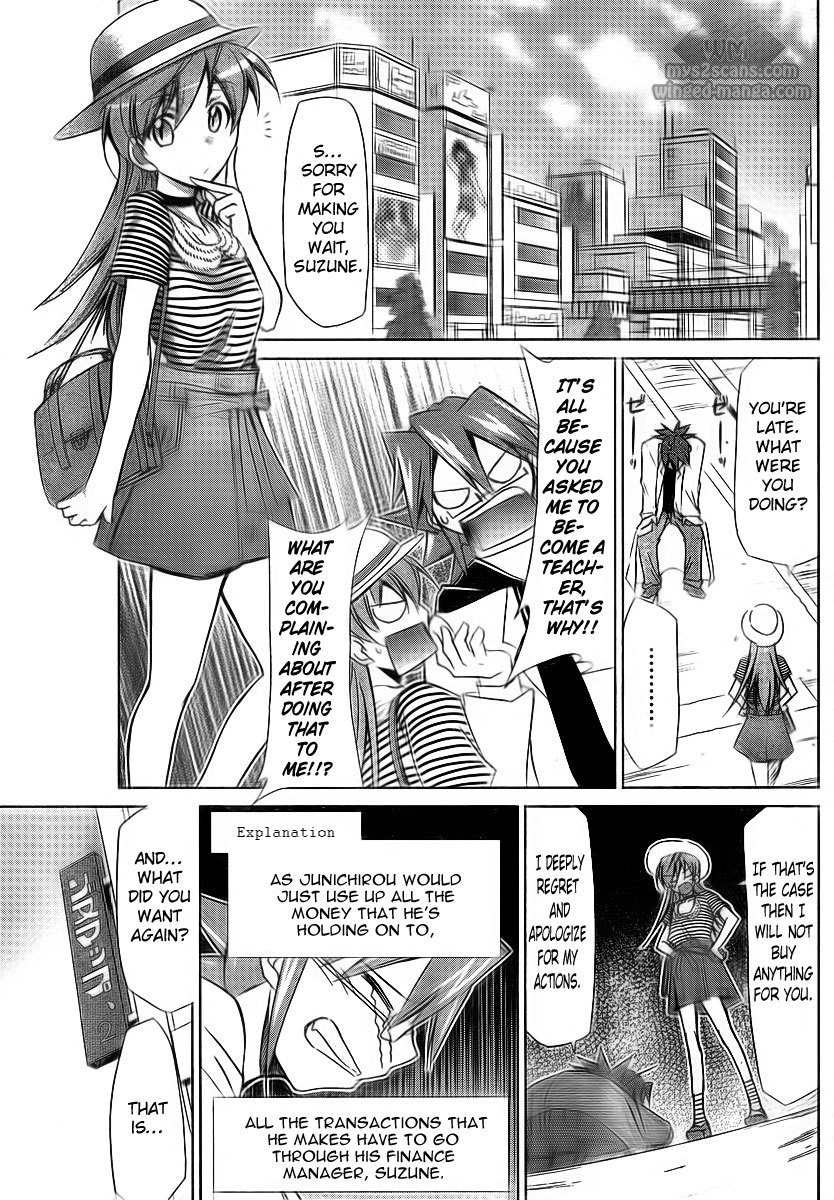 mys2scans.com
winged-manga.com
S...
SORRY
FOR
MAKING
YOU
WAIT,
SUZUNE.
YOU'RE
LATE.
WHAT
WERE
YOU
DOING?
ゼ
ゼ
........
IT'S
ALL
BE-
CAUSE
YOU
ASKED
ME TO
BE-
COME A
TEACH-
ER,
THAT'S
WHY!!
WHAT
ARE
YOU
COM-
PLAIN-
ING
ABOUT
AFTER
DOING
THAT
TO
ME!!?
IF THAT'S
THE CASE
THEN I
WILL NOT
BUY
ANYTHING
FOR YOU.
I DEEPLY
REGRET
AND
APOLOGIZE
FOR MY
ACTIONS.
Explanation
AS JUNICHIROU WOULD
JUST USE UP ALL THE
MONEY THAT HE'S
HOLDING ON TO,
ALL THE TRANSACTIONS THAT
HE MAKES HAVE TO GO
THROUGH HIS FINANCE
MANAGER, SUZUNE.
AND...
WHAT
DID YOU
WANT
AGAIN?
2
THAT
IS...